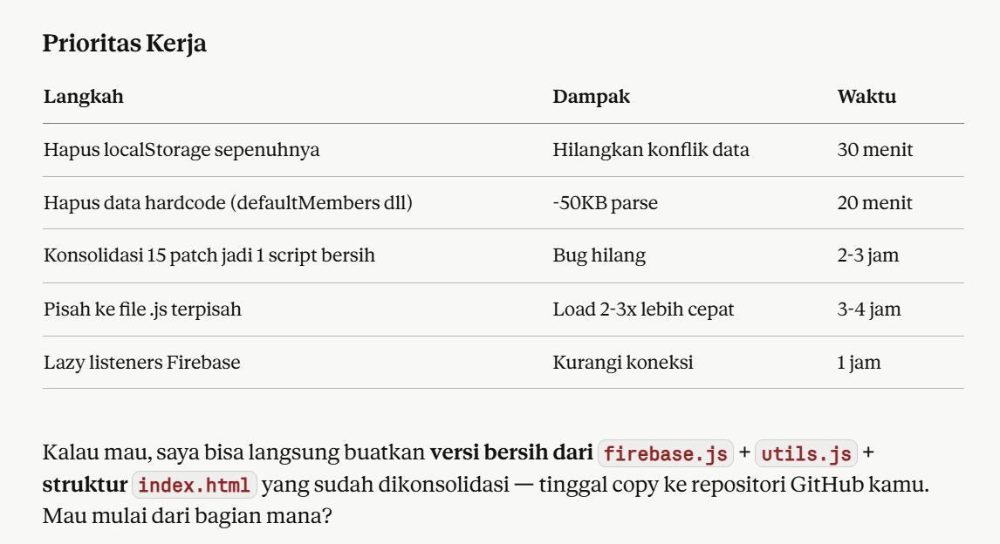 Prioritas Kerja
Langkah Dampak Waktu
Hapus localStorage sepenuhnya Hilangkan konflik data 30 menit
Hapus data hardcode (defaultMembers dll) -50KB parse 20 menit
Konsolidasi 15 patch jadi 1 script bersih Bug hilang 2-3 jam
Pisah ke file .js terpisah Load 2-3x lebih cepat 3-4 jam
Lazy listeners Firebase Kurangi koneksi 1 jam
Kalau mau, saya bisa langsung buatkan versi bersih dari firebase.js + utils.js +
struktur index.html yang sudah dikonsolidasi — tinggal copy ke repositori GitHub kamu.
Mau mulai dari bagian mana?